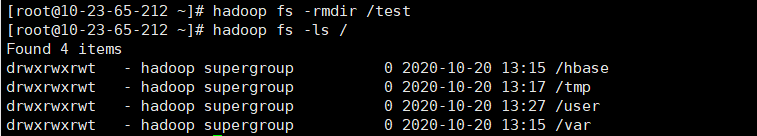 [root@10-23-65-212 ~]# hadoop fs -rmdir /test
[root@10-23-65-212 ~]# hadoop fs -ls /
Found 4 items
drwxrwxrwt   - hadoop supergroup          0 2020-10-20 13:15 /hbase
drwxrwxrwt   - hadoop supergroup          0 2020-10-20 13:17 /tmp
drwxrwxrwt   - hadoop supergroup          0 2020-10-20 13:27 /user
drwxrwxrwt   - hadoop supergroup          0 2020-10-20 13:15 /var